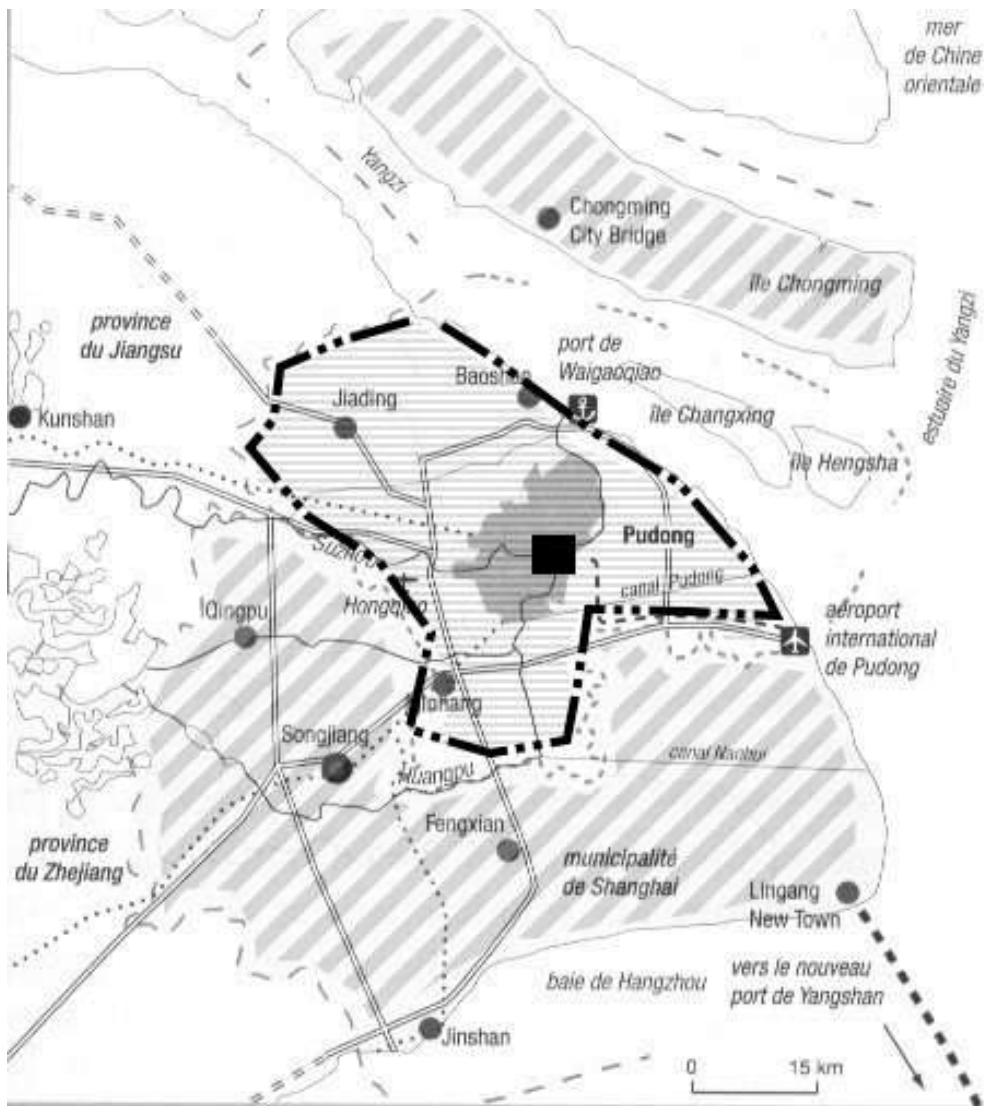 mer
de Chine
orientale
Yangzi
Chongming
City Bridge
île Chongming
estuaire du Yangzi
province
du Jiangsu
port de
Waigaoqiao
Baoshan
île Changxing
Jiading
Kunshan
île Hengsha
Pudong
Suzhou
canal Pudong
Hongqiao
Qingpu
aéroport
international
de Pudong
Songjiang
canal Nanhui
Huangpu
Fengxian
province
du Zhejiang
municipalité
de Shanghai
Lingang
New Town
baie de Hangzhou
vers le nouveau
port de Yangshan
Jinshan
0 15 km